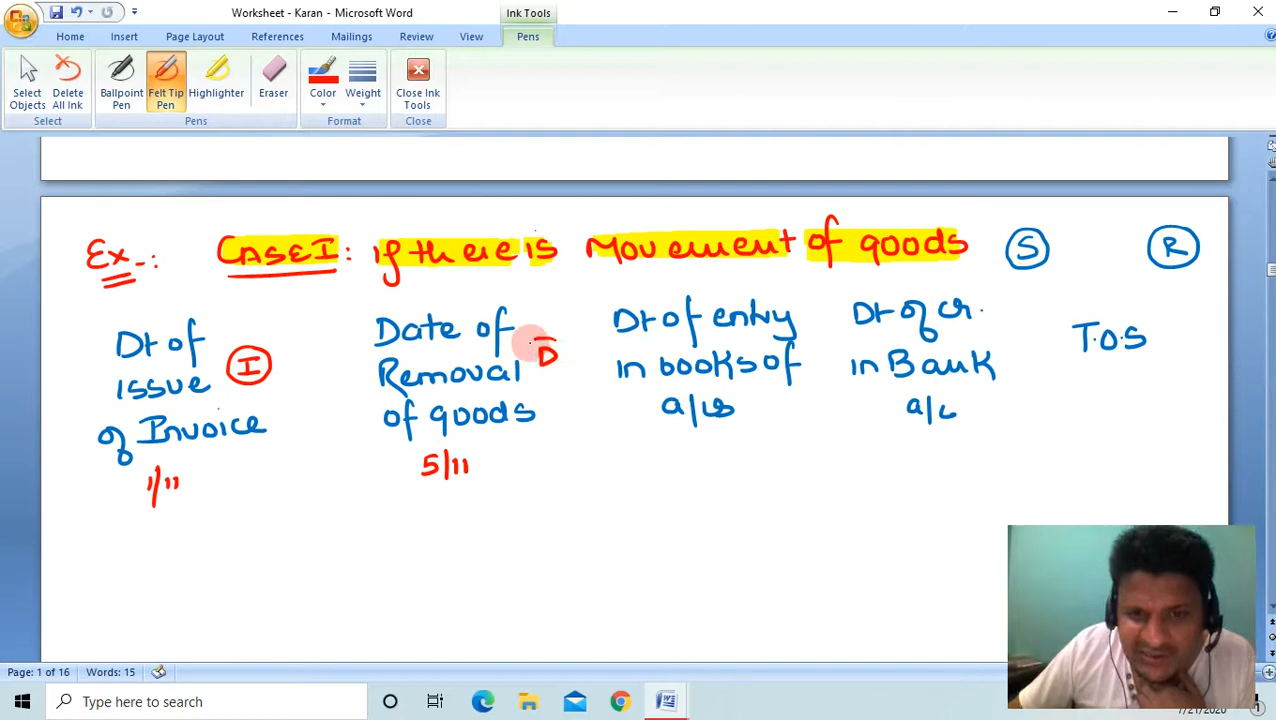 Worksheet - Karan - Microsoft Word
Ink Tools
Home Insert Page Layout References Mailings Review View Pens
Select Objects
Delete All Ink
Ballpoint Pen
Felt Tip Pen
Highlighter
Eraser
Color
Weight
Close Ink Tools
Select Pens Format Close
Ex-: CASE I: if there is Movement of goods S R
Dt of issue of Invoice
I
1/11
Date of Removal of goods
D
5/11
Dt of entry in books of a/cs
Dt of cr. in Bank a/c
T.O.S
Page: 1 of 16 Words: 15
Type here to search
7/21/2020